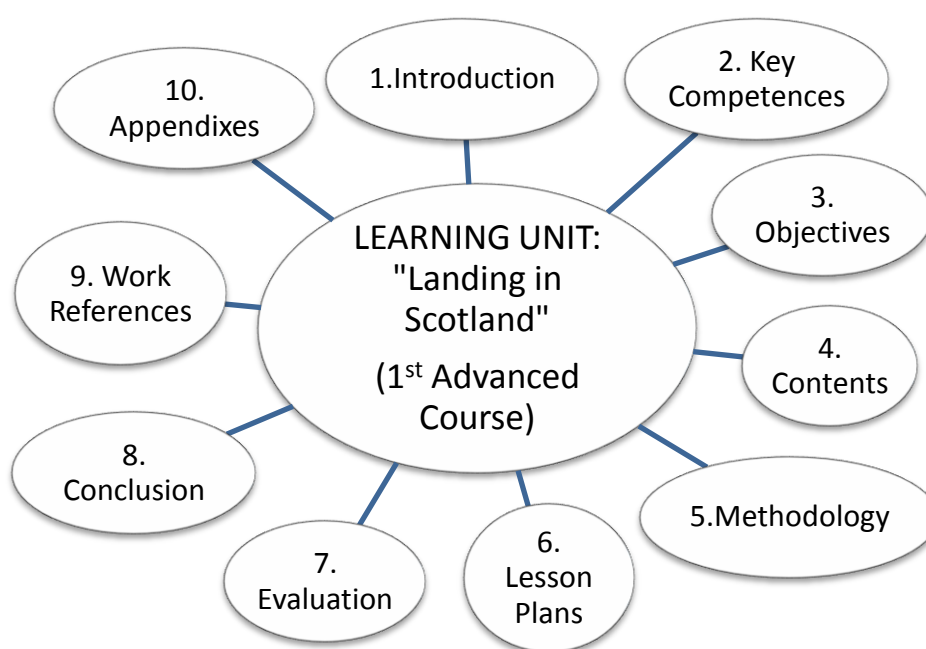 LEARNING UNIT:
"Landing in
Scotland"
(1st Advanced
Course)
1.Introduction
2. Key
Competences
3.
Objectives
4.
Contents
5.Methodology
6.
Lesson
Plans
7.
Evaluation
8.
Conclusion
9. Work
References
10.
Appendixes